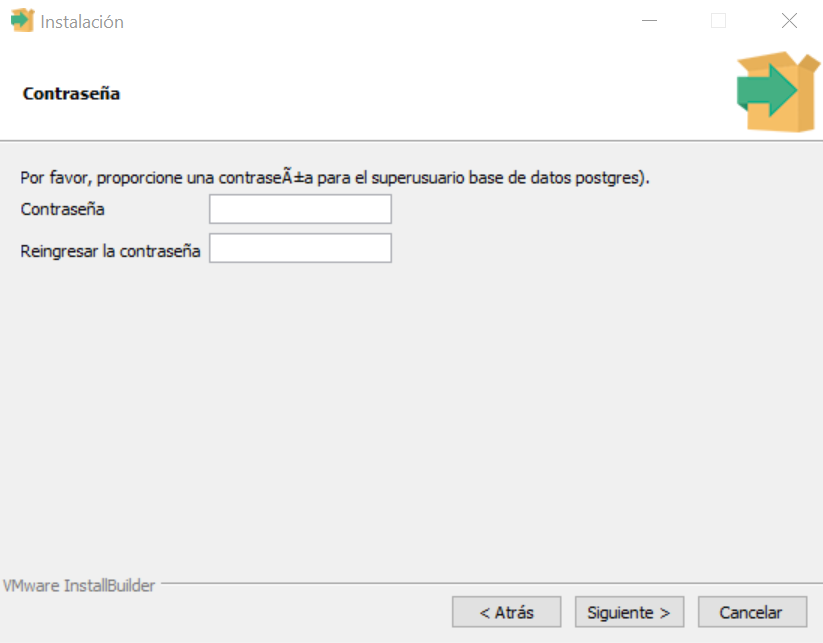 Instalación
Contraseña
Por favor, proporcione una contraseÃ±a para el superusuario base de datos postgres).
Contraseña
Reingresar la contraseña
VMware InstallBuilder
< Atrás
Siguiente >
Cancelar